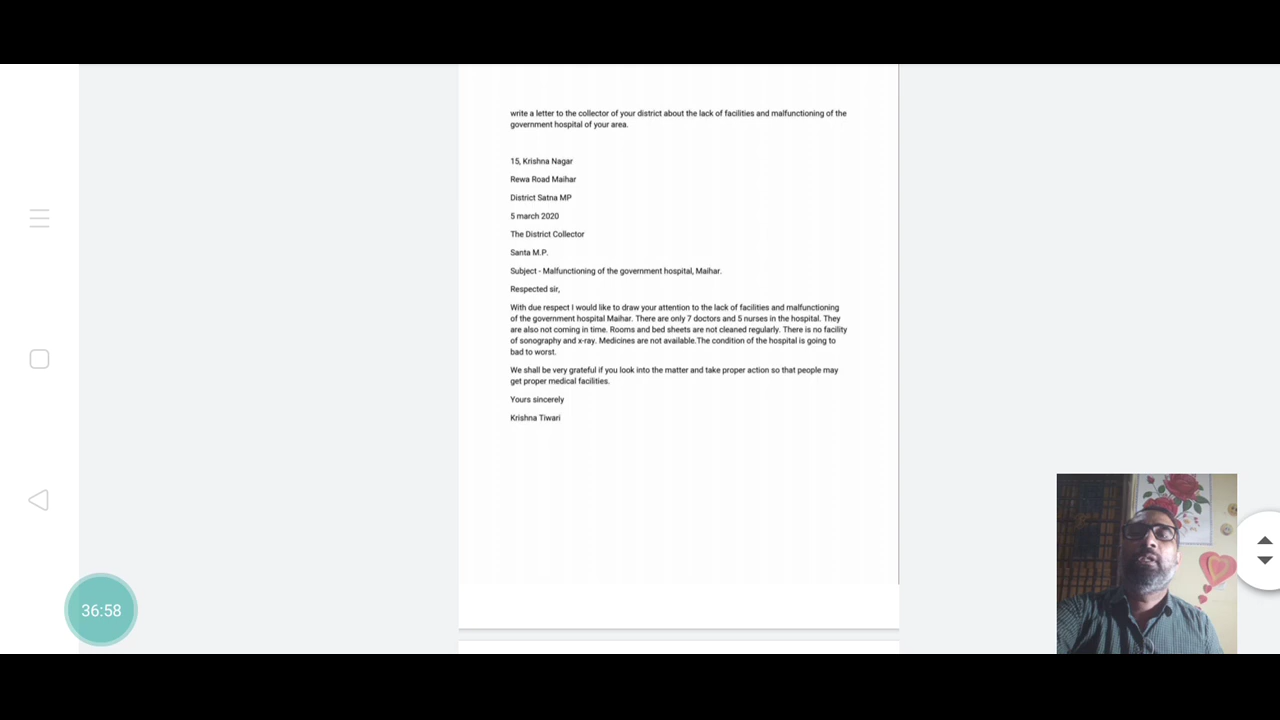 write a letter to the collector of your district about the lack of facilities and malfunctioning of the
government hospital of your area.
15, Krishna Nagar
Rewa Road Maihar
District Satna MP
5 march 2020
The District Collector
Santa M.P.
Subject - Malfunctioning of the government hospital, Maihar.
Respected sir,
With due respect I would like to draw your attention to the lack of facilities and malfunctioning
of the government hospital Maihar. There are only 7 doctors and 5 nurses in the hospital. They
are also not coming in time. Rooms and bed sheets are not cleaned regularly. There is no facility
of sonography and x-ray. Medicines are not available.The condition of the hospital is going to
bad to worst.
We shall be very grateful if you look into the matter and take proper action so that people may
get proper medical facilities.
Yours sincerely
Krishna Tiwari
36:58